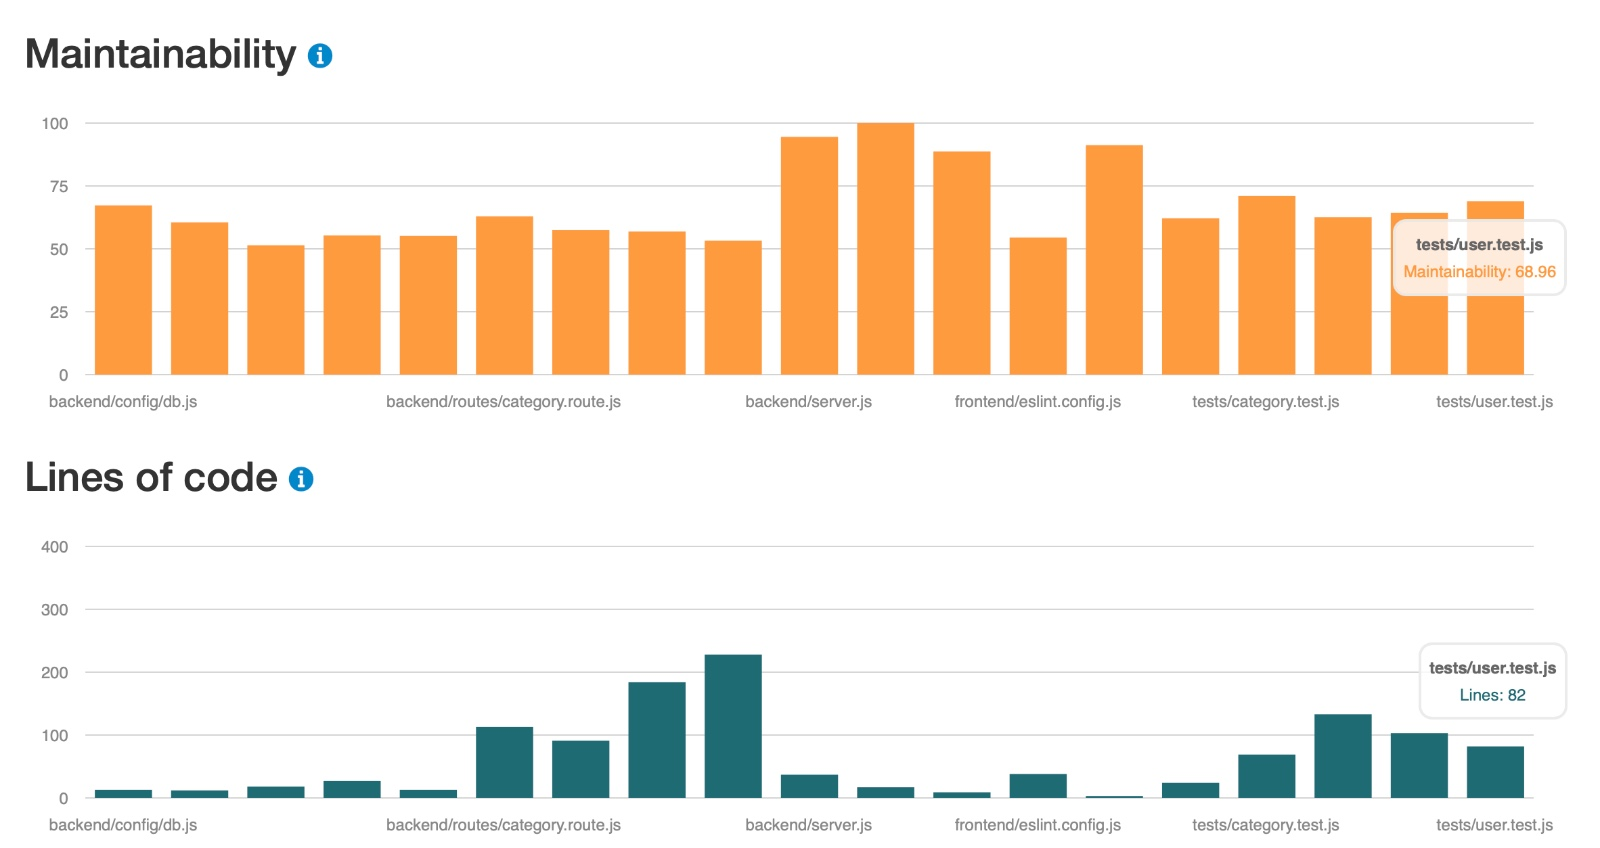 Maintainability
100
75
50
25
0
tests/user.test.js
Maintainability: 68.96
backend/config/db.js
backend/routes/category.route.js
backend/server.js
frontend/eslint.config.js
tests/category.test.js
tests/user.test.js
Lines of code
400
300
200
100
0
tests/user.test.js
Lines: 82
backend/config/db.js
backend/routes/category.route.js
backend/server.js
frontend/eslint.config.js
tests/category.test.js
tests/user.test.js